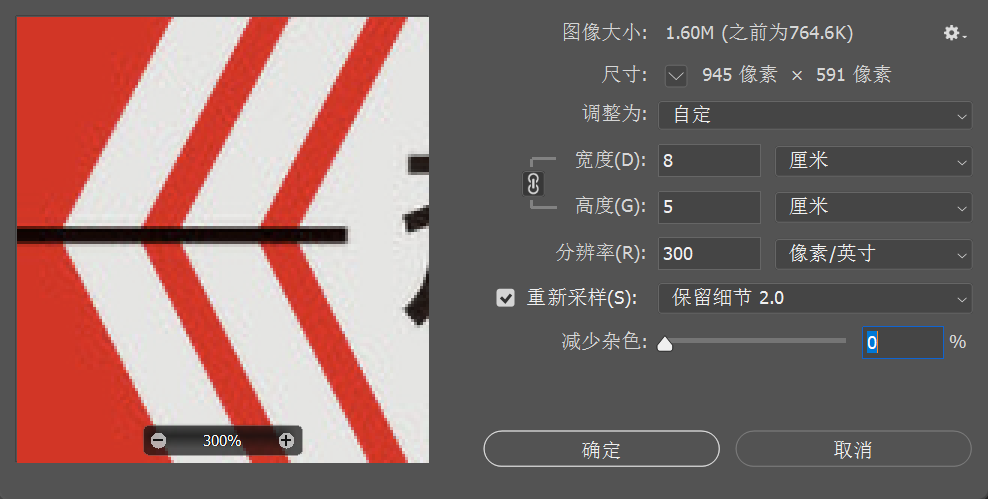 图像大小: 1.60M (之前为764.6K)
尺寸: 945 像素 × 591 像素
调整为: 自定
宽度(D): 8 厘米
高度(G): 5 厘米
分辨率(R): 300 像素/英寸
重新采样(S): 保留细节 2.0
减少杂色: 0 %
300%
确定 取消